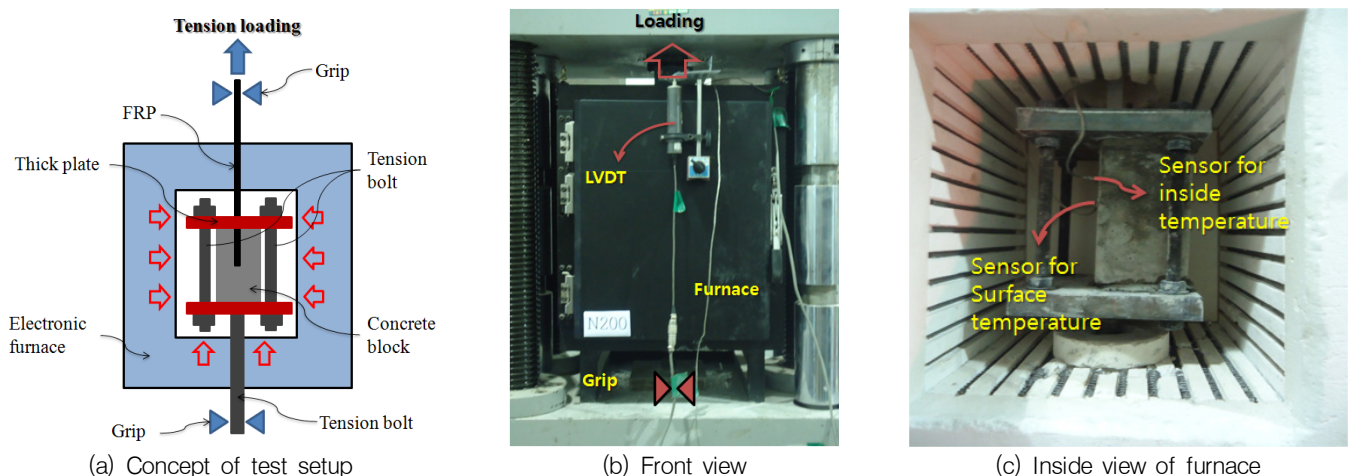 Tension loading
Grip
FRP
Thick plate
Tension
bolt
Electronic
furnace
Concrete
block
Grip
Tension bolt
(a) Concept of test setup
Loading
LVDT
Furnace
N200
Grip
(b) Front view
Sensor for
inside
temperature
Sensor for
Surface
temperature
(c) Inside view of furnace